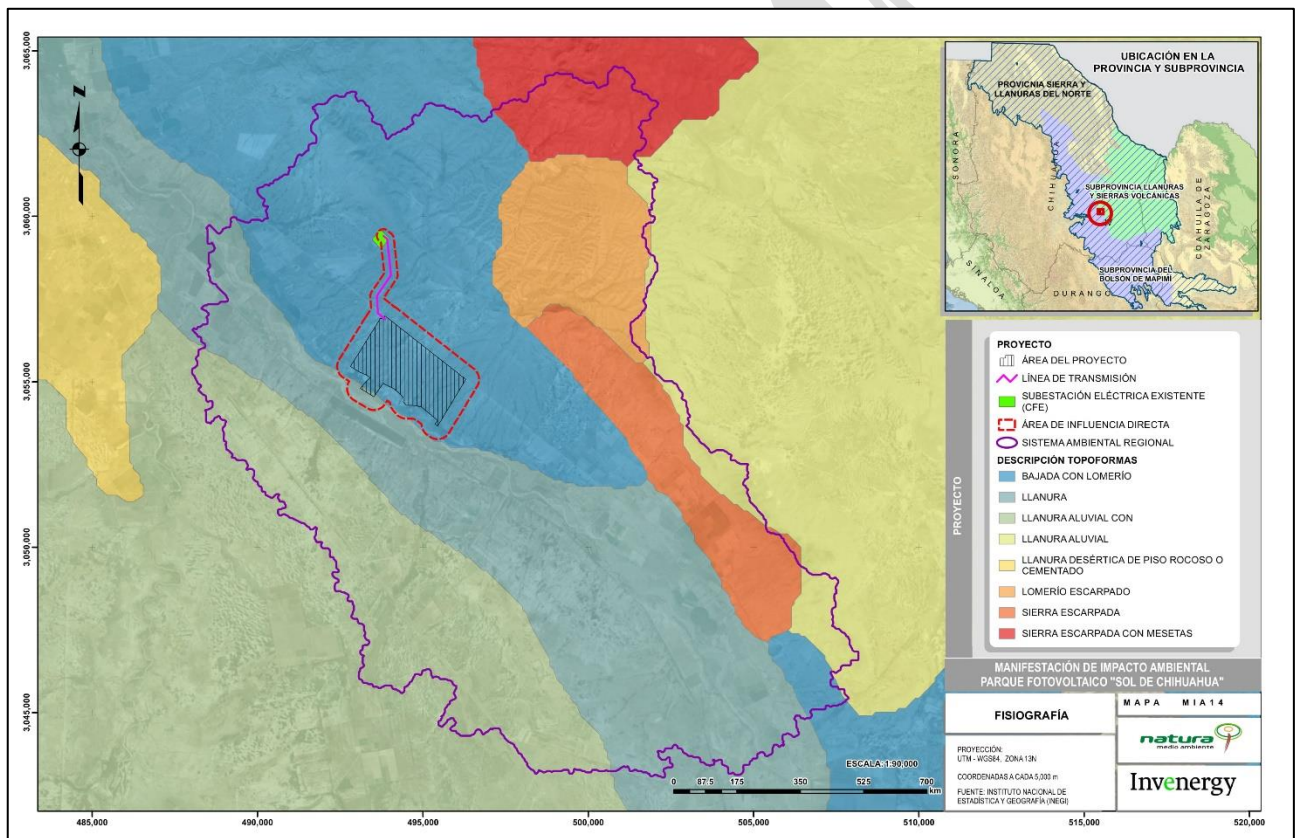 3,065,000
3,060,000
3,055,000
3,050,000
3,045,000
Z
UBICACIÓN EN LA
PROVINCIA Y SUBPROVINCIA
PROVICNIA SIERRA Y
LLANURAS DEL NORTE
SONORA
CHIHUAHUA
SUBPROVINCIA LLANURAS
Y SIERRAS VOLCÁNICAS
COAHUILA DE
ZARAGOZA
SUBPROVINCIA DEL
BOLSÓN DE MAPIMÍ
SINALOA
DURANGO
PROYECTO
PROYECTO
ÁREA DEL PROYECTO
LÍNEA DE TRANSMISIÓN
SUBESTACIÓN ELÉCTRICA EXISTENTE
(CFE)
ÁREA DE INFLUENCIA DIRECTA
SISTEMA AMBIENTAL REGIONAL
DESCRIPCIÓN TOPOFORMAS
BAJADA CON LOMERÍO
LLANURA
LLANURA ALUVIAL CON
LLANURA ALUVIAL
LLANURA DESÉRTICA DE PISO ROCOSO O
CEMENTADO
LOMERÍO ESCARPADO
SIERRA ESCARPADA
SIERRA ESCARPADA CON MESETAS
MANIFESTACIÓN DE IMPACTO AMBIENTAL
PARQUE FOTOVOLTAICO "SOL DE CHIHUAHUA"
FISIOGRAFÍA
MAPA MIA14
PROYECCIÓN:
UTM - WGS84, ZONA 13N
COORDENADAS A CADA 5,000 m
FUENTE: INSTITUTO NACIONAL DE
ESTADÍSTICA Y GEOGRAFÍA (INEGI)
natura
medio ambiente
Invenergy
ESCALA: 1:90,000
0 87.5 175 350 525 700
km
485,000 490,000 495,000 500,000 505,000 510,000 515,000 520,000